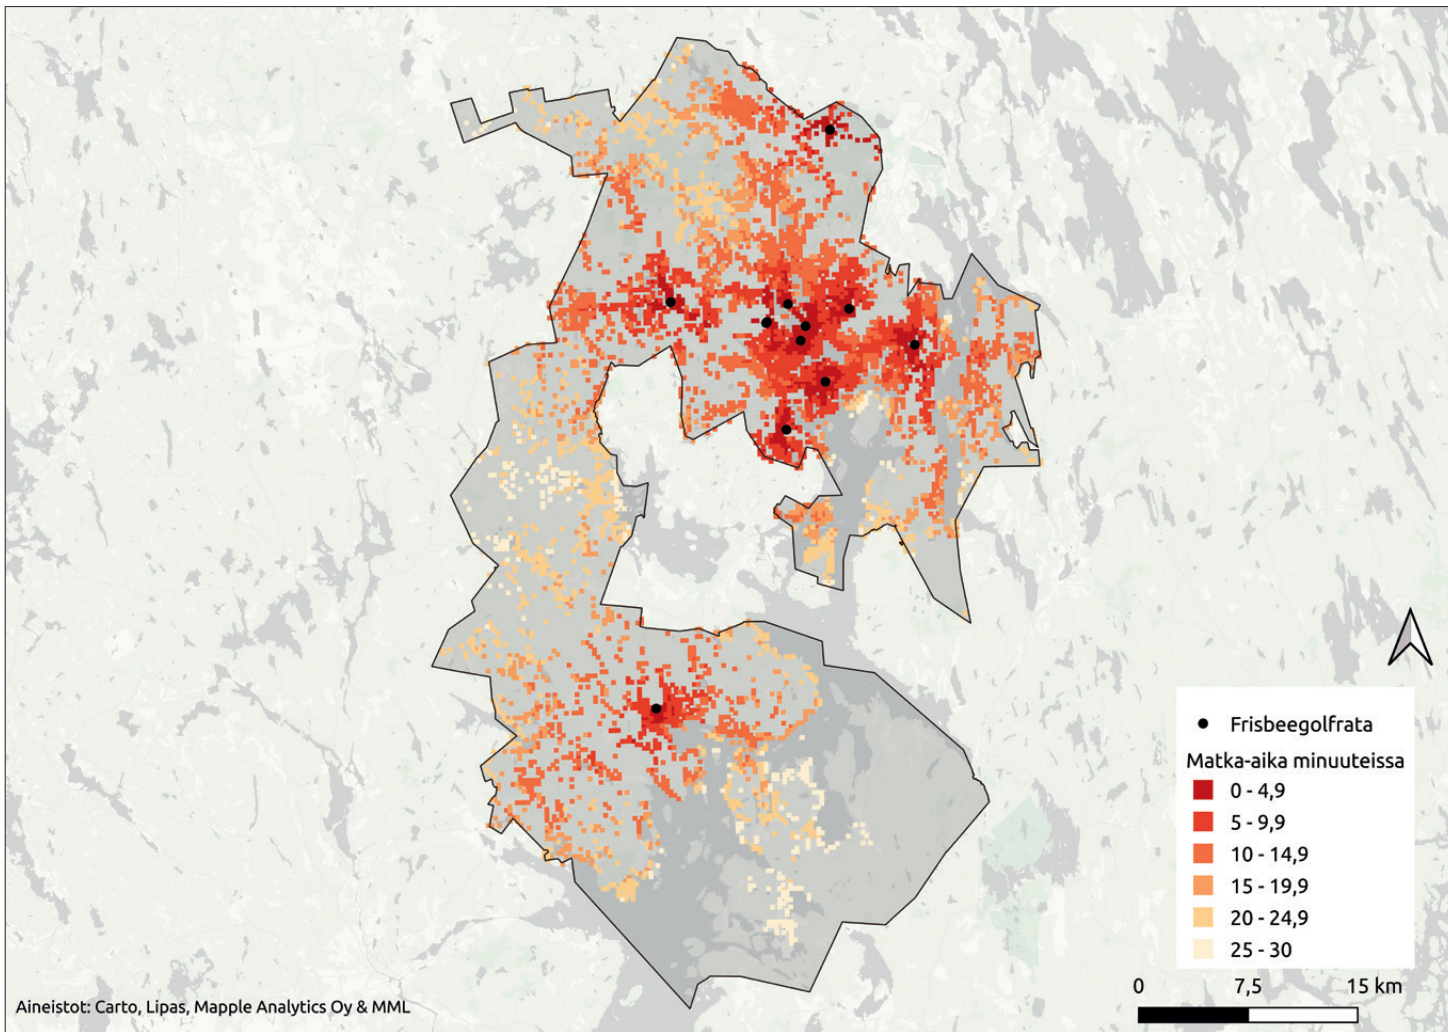 Frisbeegolfrata
Matka-aika minuuteissa
0 - 4,9
5 - 9,9
10 - 14,9
15 - 19,9
20 - 24,9
25 - 30
0 7,5 15 km
Aineistot: Carto, Lipas, Mapple Analytics Oy & MML